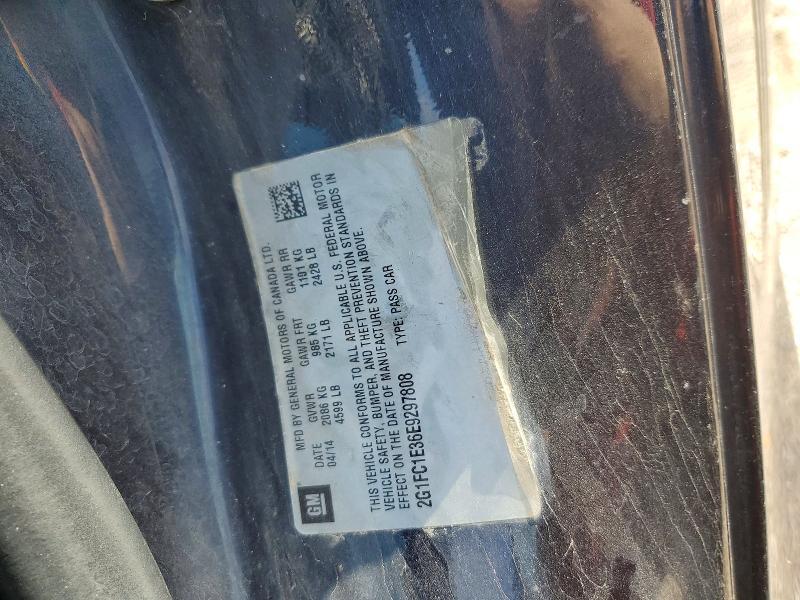 GM
MFD BY GENERAL MOTORS OF CANADA LTD.
DATE GVWR GAWR FRT GAWR RR
04/14 2086 KG 985 KG 1101 KG
4599 LB 2171 LB 2428 LB
THIS VEHICLE CONFORMS TO ALL APPLICABLE U.S. FEDERAL MOTOR
VEHICLE SAFETY, BUMPER, AND THEFT PREVENTION STANDARDS IN
EFFECT ON THE DATE OF MANUFACTURE SHOWN ABOVE.
2G1FC1E36E9297808 TYPE: PASS CAR